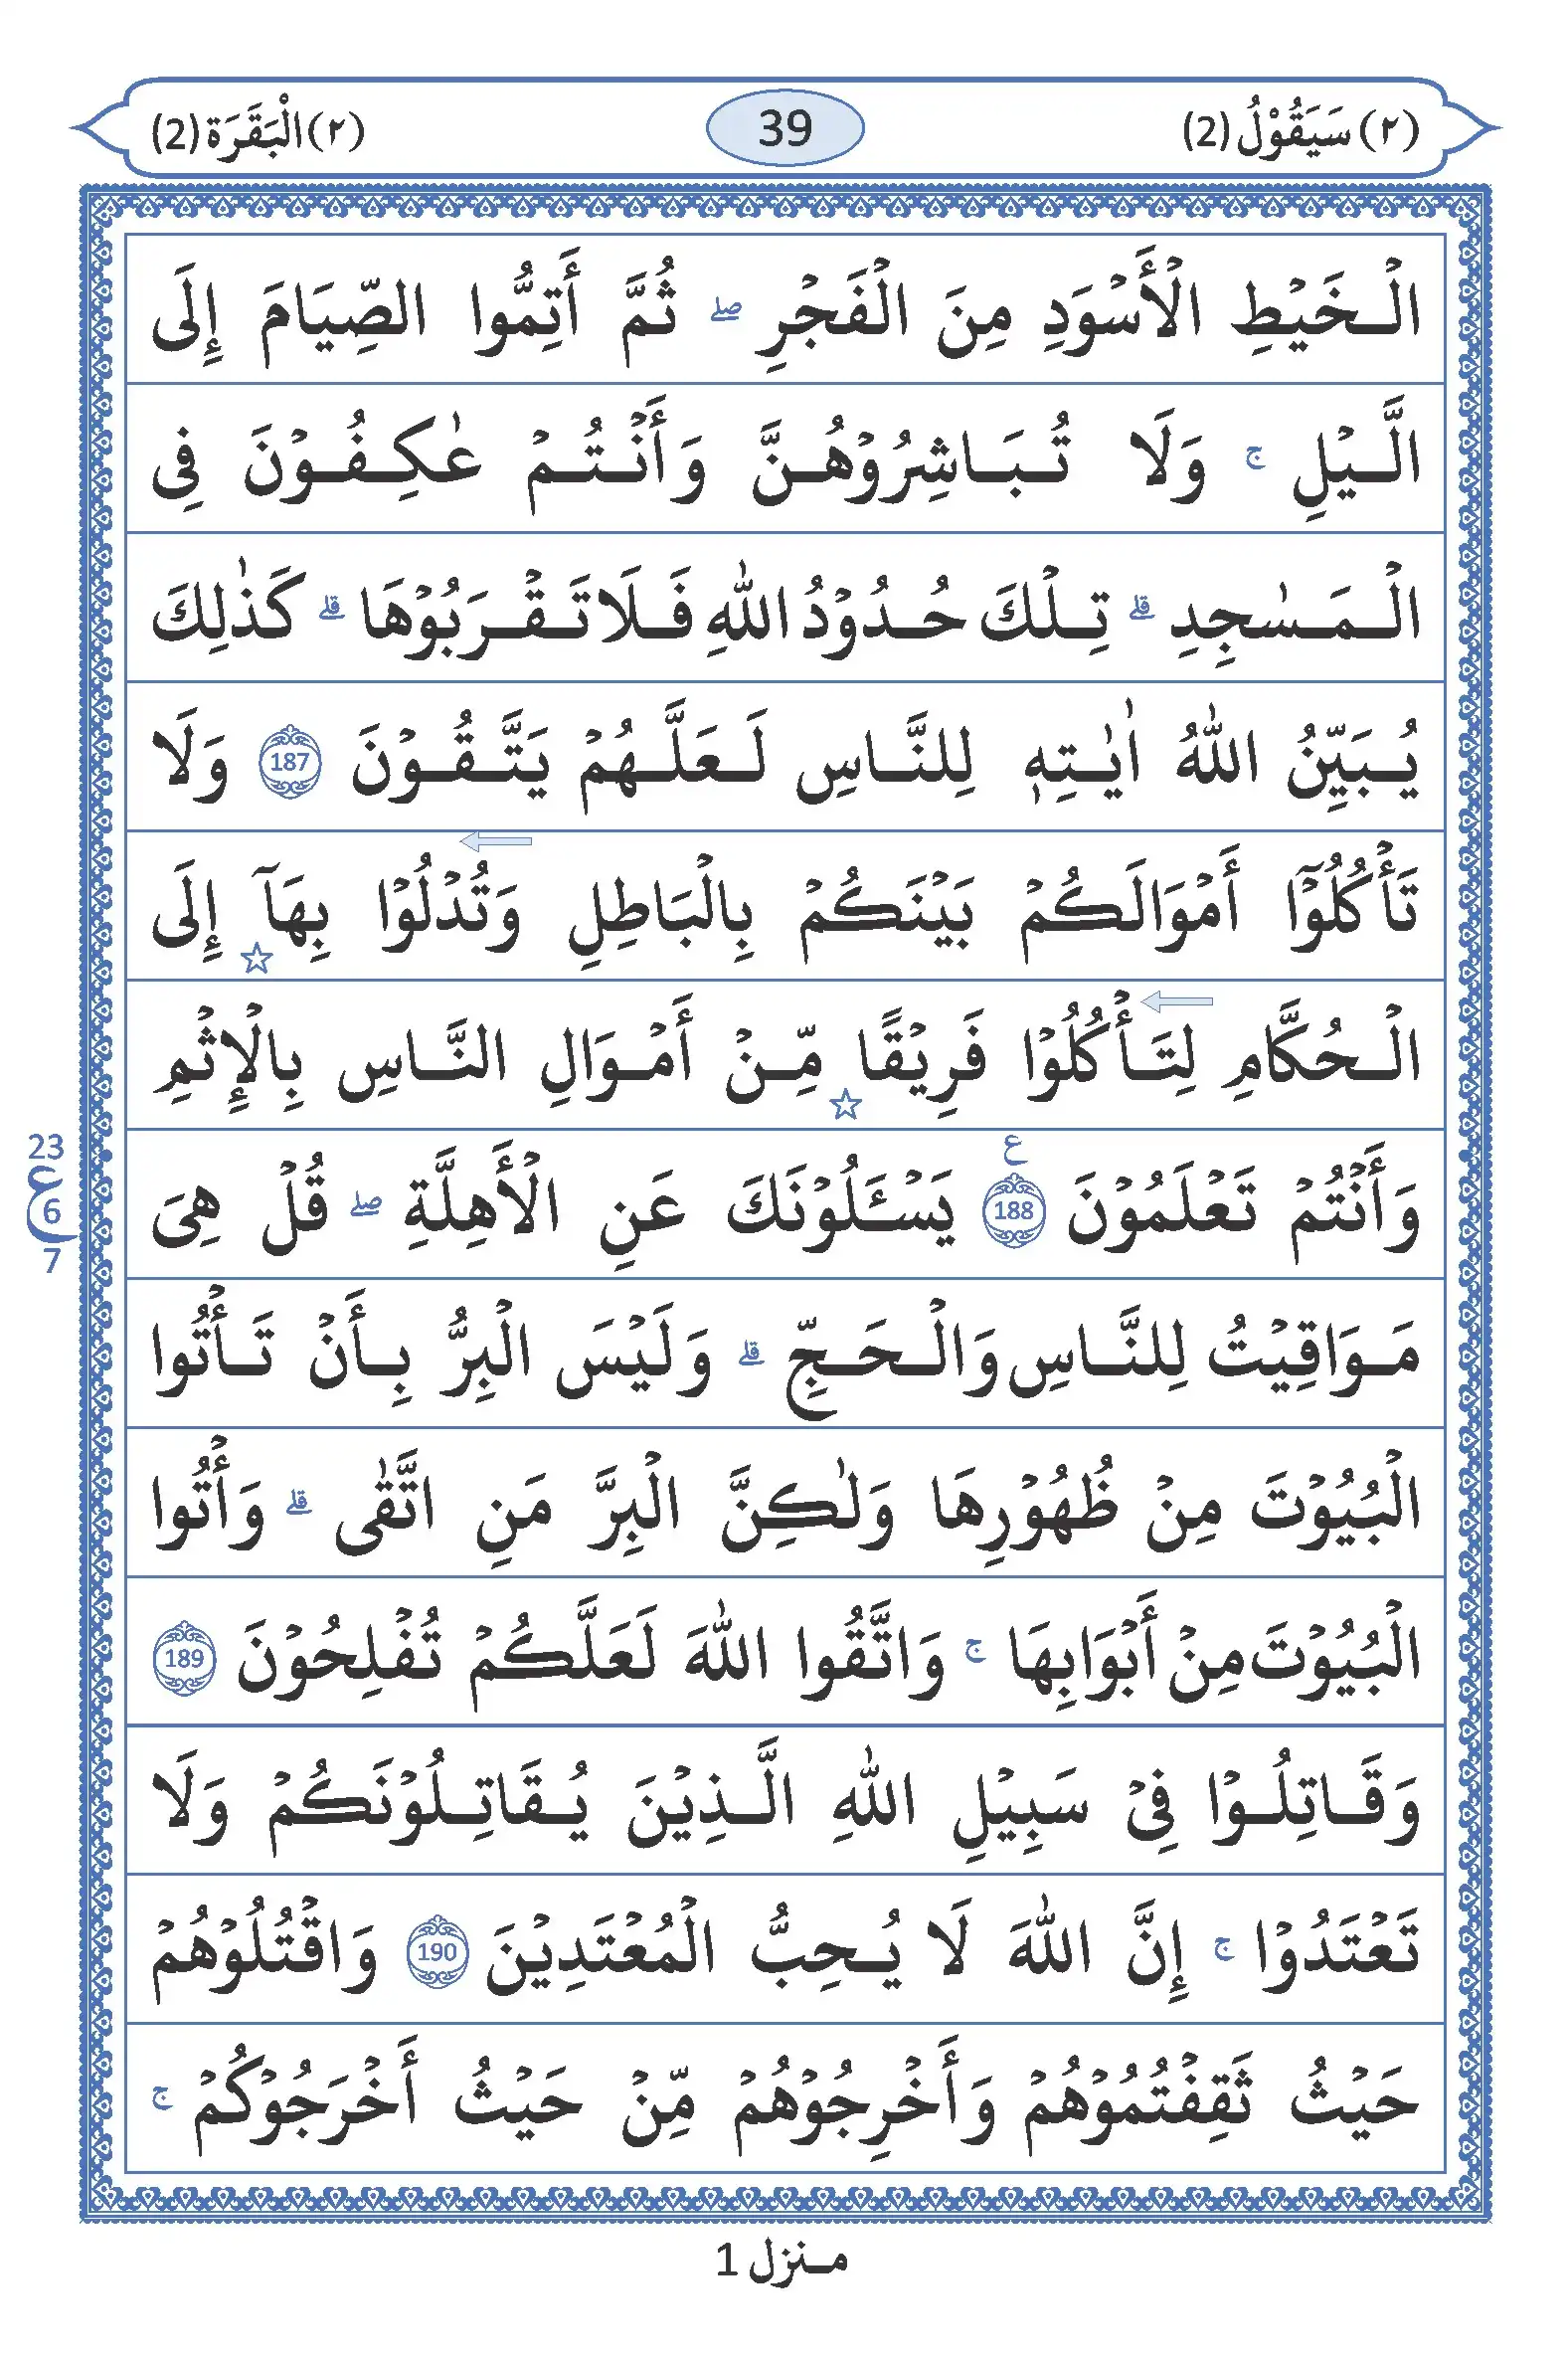 (٢) سَيَقُوْلُ (2)
39
(٢) الْبَقَرَة (2)
الْخَيْطِ الْأَسْوَدِ مِنَ الْفَجْرِ ۖ ثُمَّ أَتِمُّوا الصِّيَامَ إِلَى
الَّيْلِ ۚ وَلَا تُبَاشِرُوْهُنَّ وَأَنْتُمْ عٰكِفُوْنَ فِى
الْمَسٰجِدِ ۗ تِلْكَ حُدُوْدُ اللّٰهِ فَلَا تَقْرَبُوْهَا ۗ كَذٰلِكَ
يُبَيِّنُ اللّٰهُ اٰيٰتِهٖ لِلنَّاسِ لَعَلَّهُمْ يَتَّقُوْنَ 187 وَلَا
تَأْكُلُوْٓا أَمْوَالَكُمْ بَيْنَكُمْ بِالْبَاطِلِ وَتُدْلُوْا بِهَآ ☆ إِلَى
الْحُكَّامِ لِتَأْكُلُوْا فَرِيْقًا ☆ مِّنْ أَمْوَالِ النَّاسِ بِالْإِثْمِ
وَأَنْتُمْ تَعْلَمُوْنَ 188 ع يَسْـَٔلُوْنَكَ عَنِ الْأَهِلَّةِ ۖ قُلْ هِىَ
23
ع 6
7
مَوَاقِيْتُ لِلنَّاسِ وَالْحَجِّ ۗ وَلَيْسَ الْبِرُّ بِأَنْ تَأْتُوا
الْبُيُوْتَ مِنْ ظُهُوْرِهَا وَلٰكِنَّ الْبِرَّ مَنِ اتَّقٰى ۗ وَأْتُوا
الْبُيُوْتَ مِنْ أَبْوَابِهَا ۚ وَاتَّقُوا اللّٰهَ لَعَلَّكُمْ تُفْلِحُوْنَ 189
وَقَاتِلُوْا فِىْ سَبِيْلِ اللّٰهِ الَّذِيْنَ يُقَاتِلُوْنَكُمْ وَلَا
تَعْتَدُوْا ۚ إِنَّ اللّٰهَ لَا يُحِبُّ الْمُعْتَدِيْنَ 190 وَاقْتُلُوْهُمْ
حَيْثُ ثَقِفْتُمُوْهُمْ وَأَخْرِجُوْهُمْ مِّنْ حَيْثُ أَخْرَجُوْكُمْ ۚ
منزل 1